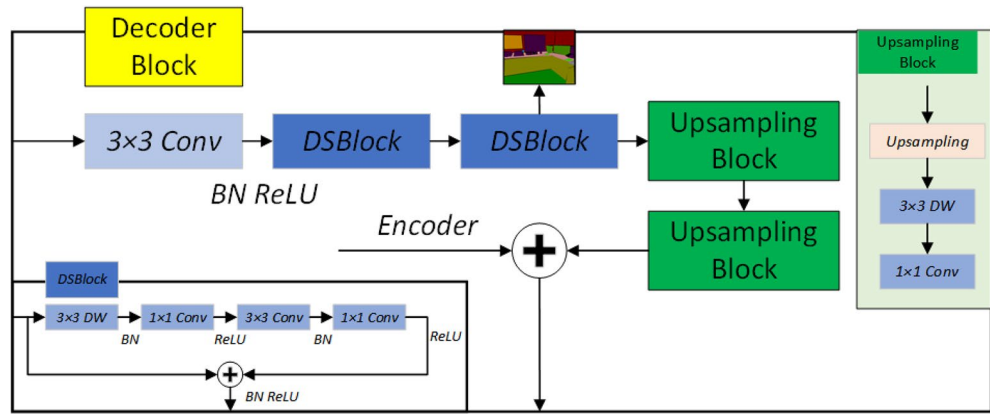 Decoder
Block
3×3 Conv
DSBlock
DSBlock
Upsampling
Block
BN ReLU
Encoder
Upsampling
Block
DSBlock
3×3 DW
1×1 Conv
3×3 Conv
1×1 Conv
BN
ReLU
BN
ReLU
BN ReLU
Upsampling
Block
Upsampling
3×3 DW
1×1 Conv